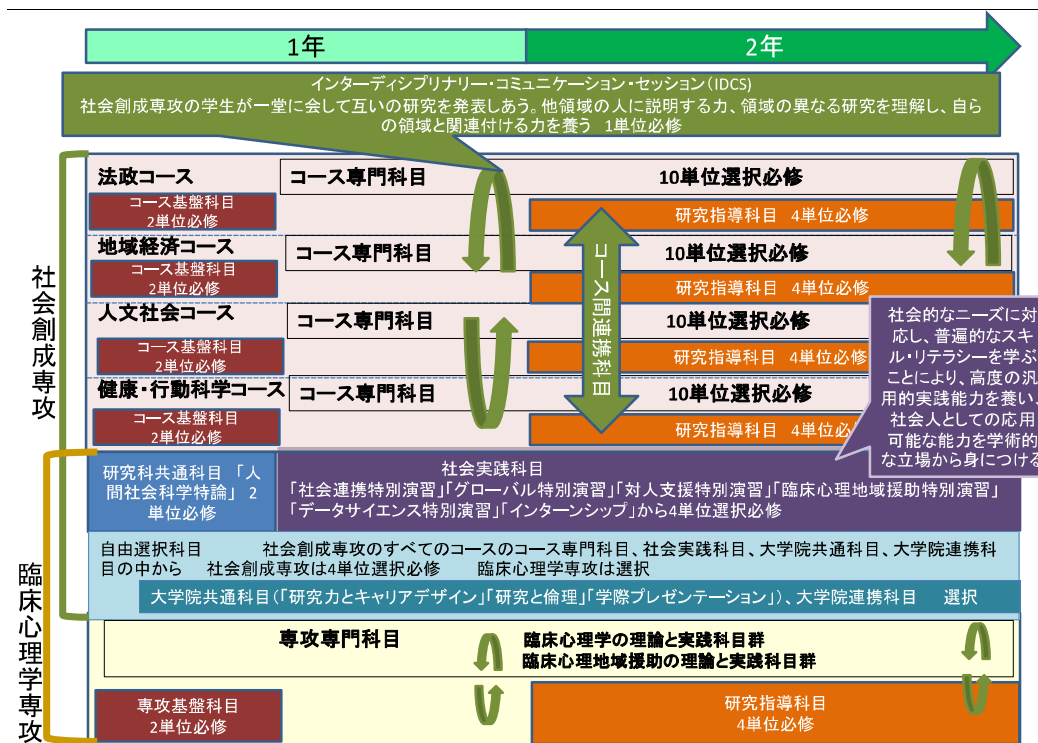 1年
2年
インターディシプリナリー・コミュニケーション・セッション（IDCS）
社会創成専攻の学生が一堂に会して互いの研究を発表しあう。他領域の人に説明する力、領域の異なる研究を理解し、自ら
の領域と関連付ける力を養う 1単位必修
社会創成専攻
法政コース
コース専門科目
10単位選択必修
コース基盤科目
2単位必修
研究指導科目 4単位必修
地域経済コース
コース専門科目
10単位選択必修
コース基盤科目
2単位必修
研究指導科目 4単位必修
コース間連携科目
人文社会コース
コース専門科目
10単位選択必修
コース基盤科目
2単位必修
研究指導科目 4単位必修
健康・行動科学コース
コース専門科目
10単位選択必修
コース基盤科目
2単位必修
研究指導科目 4単位必
社会的なニーズに対
応し、普遍的なスキ
ル・リテラシーを学ぶ
ことにより、高度の汎
用的実践能力を養い、
社会人としての応用
可能な能力を学術的
な立場から身につける
臨床心理学専攻
研究科共通科目 「人
間社会科学特論」 2
単位必修
社会実践科目
「社会連携特別演習」「グローバル特別演習」「対人支援特別演習」「臨床心理地域援助特別演習」
「データサイエンス特別演習」「インターンシップ」から4単位選択必修
自由選択科目 社会創成専攻のすべてのコースのコース専門科目、社会実践科目、大学院共通科目、大学院連携科
目の中から 社会創成専攻は4単位選択必修 臨床心理学専攻は選択
大学院共通科目（「研究力とキャリアデザイン」「研究と倫理」「学際プレゼンテーション」）、大学院連携科目 選択
専攻専門科目
臨床心理学の理論と実践科目群
臨床心理地域援助の理論と実践科目群
専攻基盤科目
2単位必修
研究指導科目
4単位必修